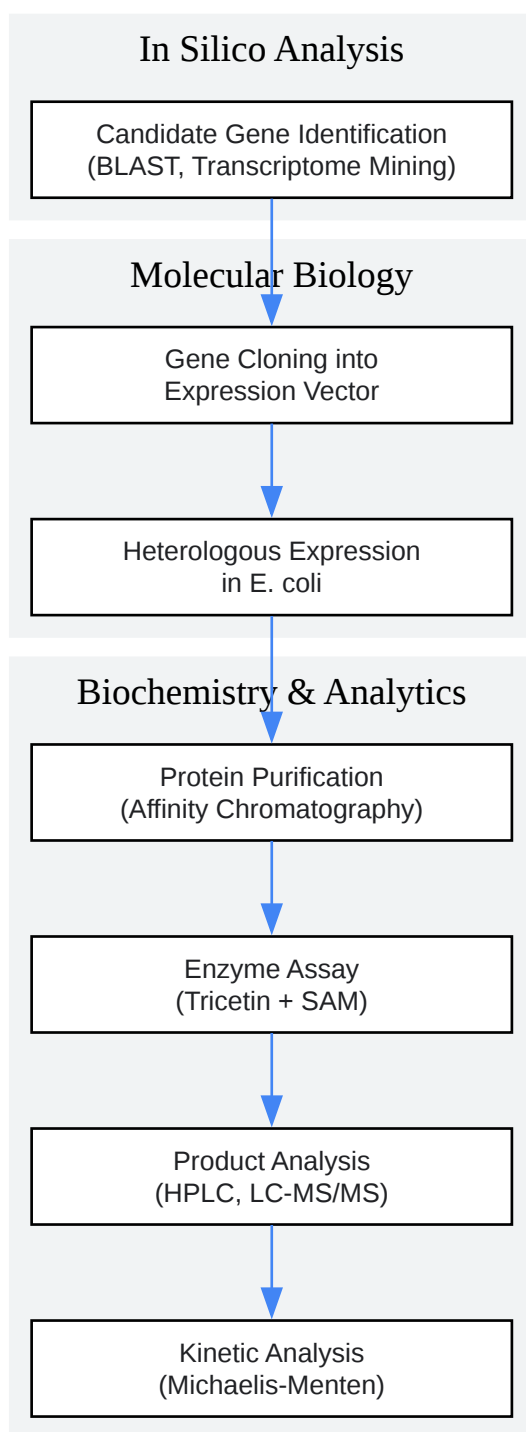 In Silico Analysis
Candidate Gene Identification
(BLAST, Transcriptome Mining)
Molecular Biology
Gene Cloning into
Expression Vector
Heterologous Expression
in E. coli
Biochemistry & Analytics
Protein Purification
(Affinity Chromatography)
Enzyme Assay
(Tricetin + SAM)
Product Analysis
(HPLC, LC-MS/MS)
Kinetic Analysis
(Michaelis-Menten)